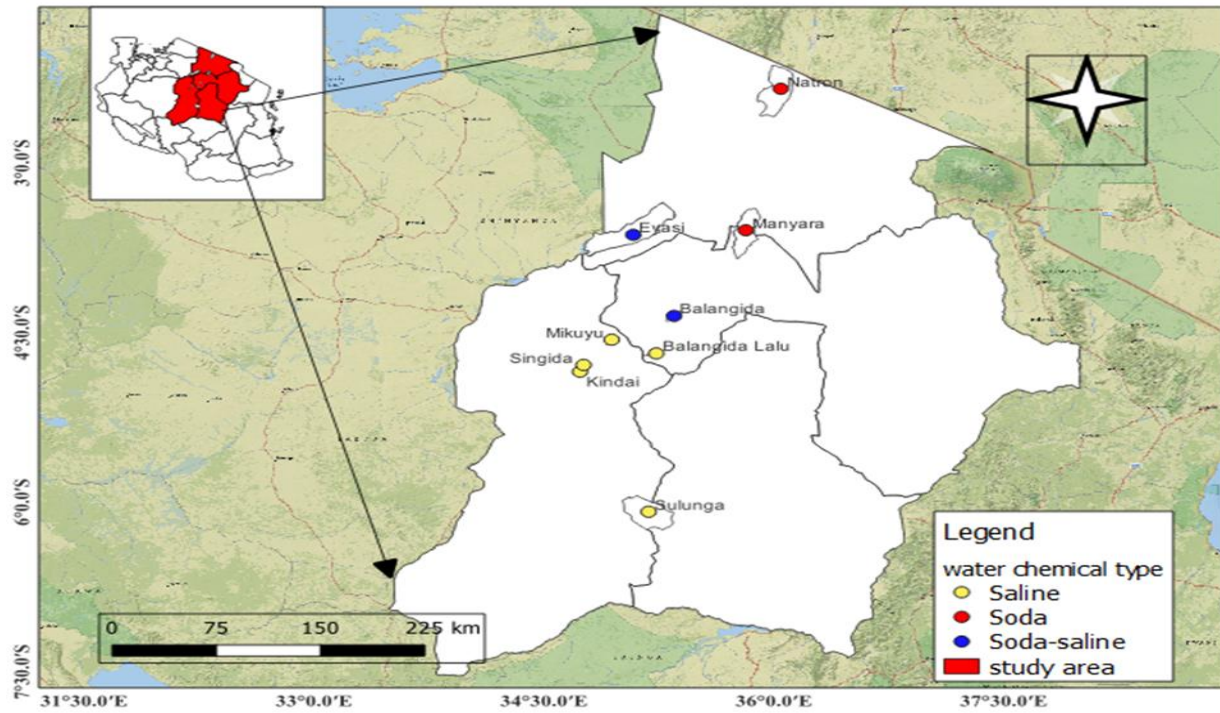 Natron
Eyasi
Manyara
Balangida
Mikuyu
Balangida Lalu
Singida
Kindai
Sulunga
Legend
water chemical type
Saline
Soda
Soda-saline
study area
0 75 150 225 km
3°0.0'S
4°30.0'S
6°0.0'S
7°30.0'S
31°30.0'E 33°0.0'E 34°30.0'E 36°0.0'E 37°30.0'E